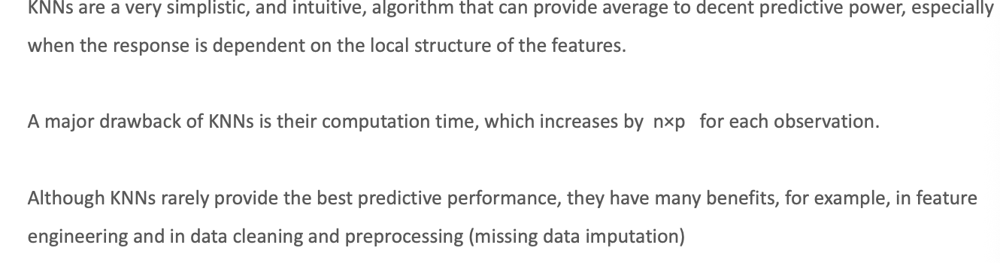 KNNs are a very simplistic, and intuitive, algorithm that can provide average to decent predictive power, especially
when the response is dependent on the local structure of the features.
A major drawback of KNNs is their computation time, which increases by n×p for each observation.
Although KNNs rarely provide the best predictive performance, they have many benefits, for example, in feature
engineering and in data cleaning and preprocessing (missing data imputation)